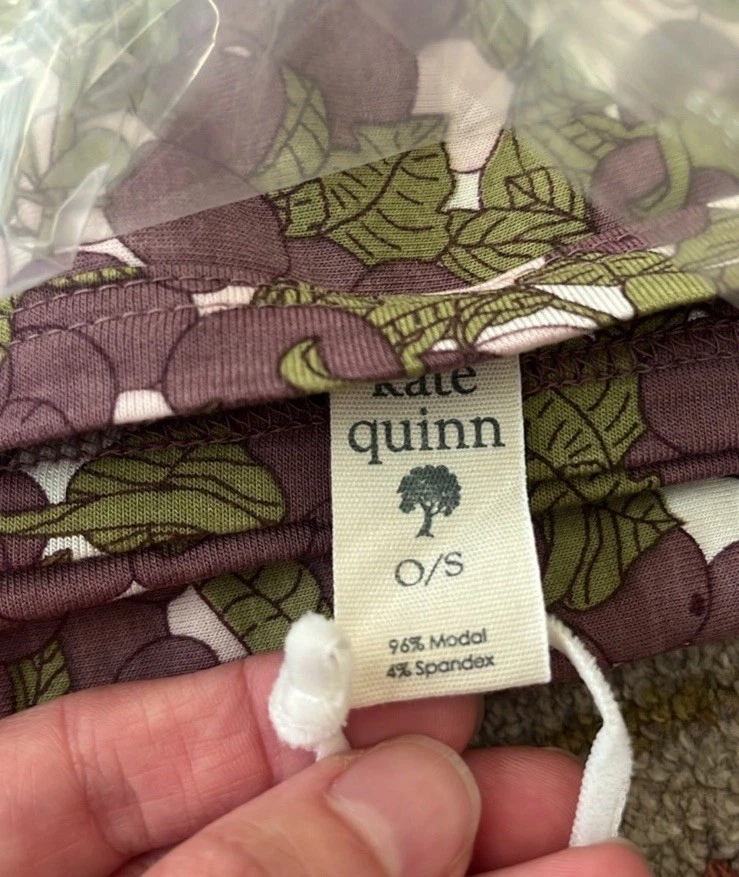 kate
quinn
O/S
96% Modal
4% Spandex